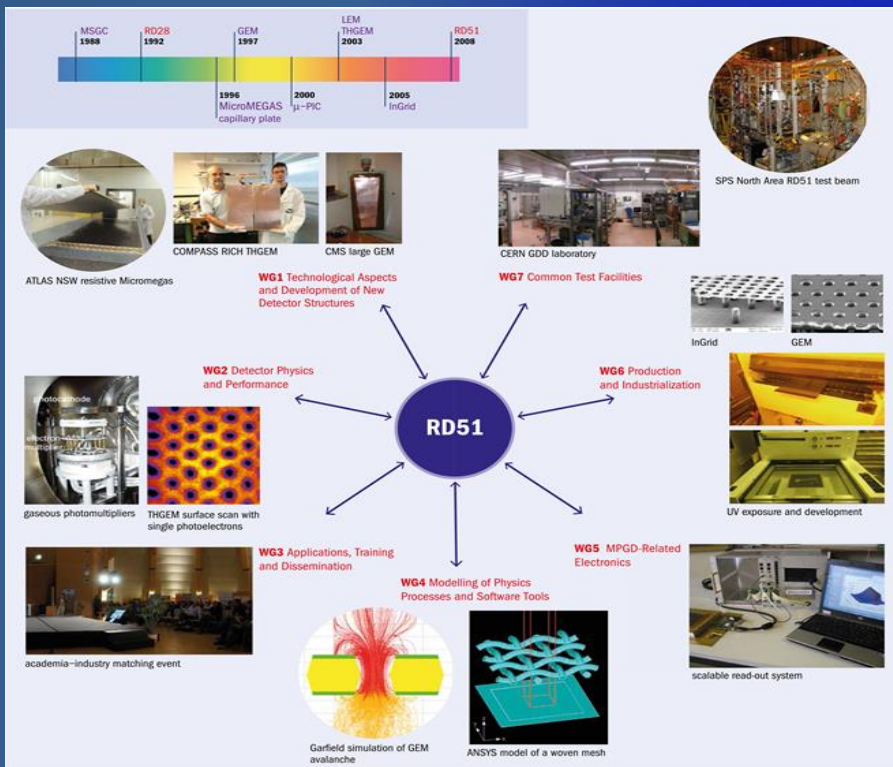 MSGC
1988
RD28
1992
GEM
1997
LEM
THGEM
2003
RD51
2008
1996
MicroMEGAS
capillary plate
2000
μ-PIC
2005
InGrid
SPS North Area RD51 test beam
ATLAS NSW resistive Micromegas
COMPASS RICH THGEM
CMS large GEM
CERN GDD laboratory
WG1 Technological Aspects
and Development of New
Detector Structures
WG7 Common Test Facilities
InGrid
GEM
WG2 Detector Physics
and Performance
WG6 Production
and Industrialization
RD51
photocathode
electron
multiplier
gaseous photomultipliers
THGEM surface scan with
single photoelectrons
UV exposure and development
WG3 Applications, Training
and Dissemination
WG5 MPGD-Related
Electronics
WG4 Modelling of Physics
Processes and Software Tools
academia–industry matching event
scalable read-out system
Garfield simulation of GEM
avalanche
ANSYS model of a woven mesh